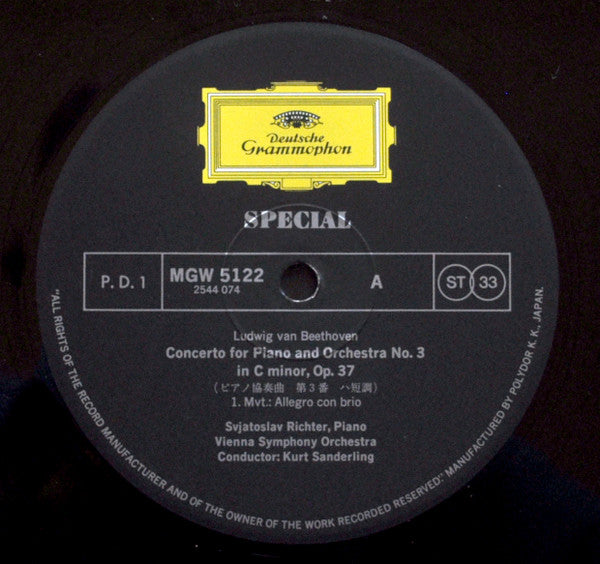 Deutsche
Grammophon
SPECIAL
P. D. 1
MGW 5122
2544 074
A
ST 33
Ludwig van Beethoven
Concerto for Piano and Orchestra No. 3
in C minor, Op. 37
(ピアノ協奏曲 第3番 ハ短調)
1. Mvt.: Allegro con brio
Svjatoslav Richter, Piano
Vienna Symphony Orchestra
Conductor: Kurt Sanderling
"ALL RIGHTS OF THE RECORD MANUFACTURER AND OF THE OWNER OF THE WORK RECORDED RESERVED." MANUFACTURED BY POLYDOR K. K., JAPAN.